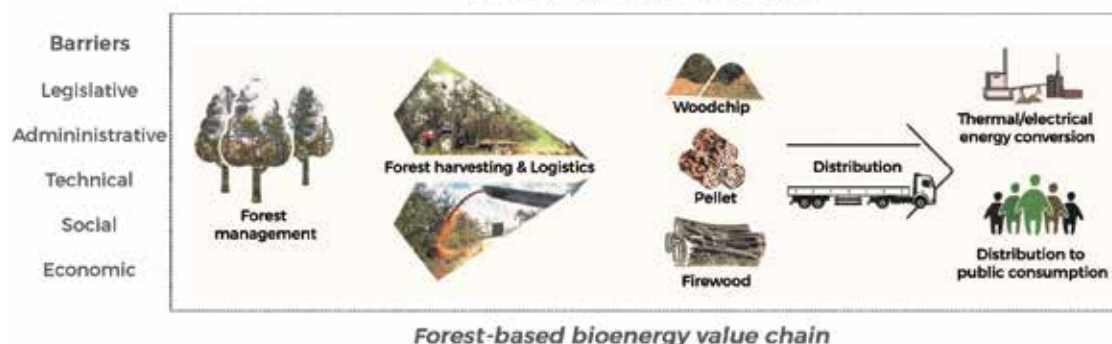 Barriers
Legislative
Admininistrative
Technical
Social
Economic
Forest
management
Forest harvesting & Logistics
Woodchip
Pellet
Firewood
Distribution
Thermal/electrical
energy conversion
Distribution to
public consumption
Forest-based bioenergy value chain